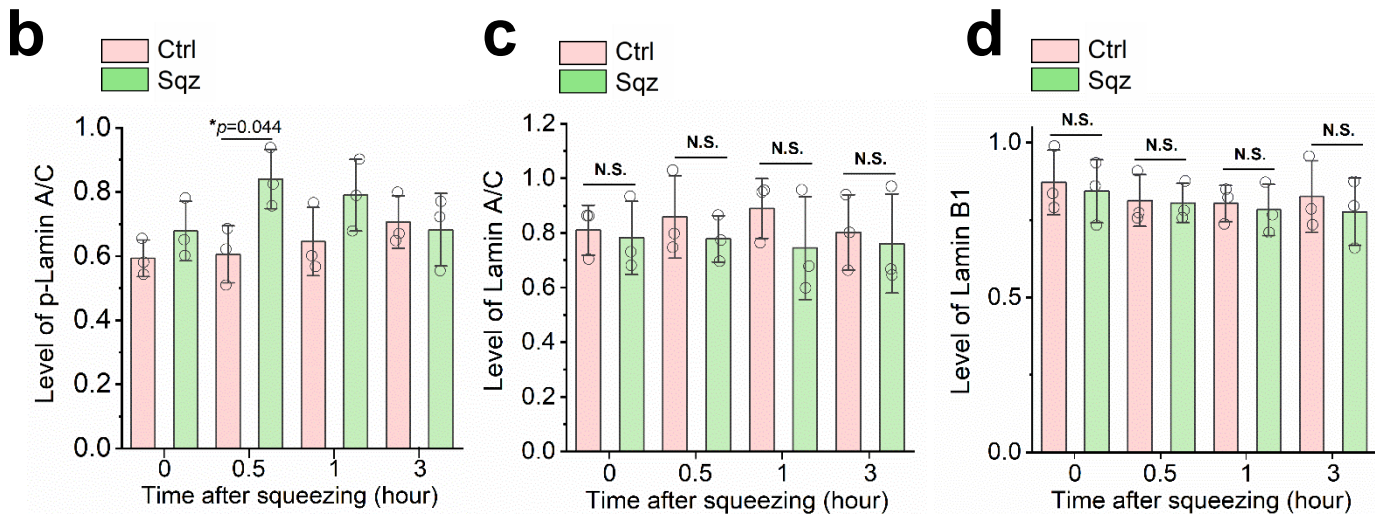 b
Ctrl
Sqz
Level of p-Lamin A/C
1.0
0.8
0.6
0.4
0.2
0.0
*p=0.044
0 0.5 1 3
Time after squeezing (hour)
c
Ctrl
Sqz
Level of Lamin A/C
1.2
1.0
0.8
0.6
0.4
0.2
0.0
N.S. N.S. N.S. N.S.
0 0.5 1 3
Time after squeezing (hour)
d
Ctrl
Sqz
Level of Lamin B1
1.0
0.5
0.0
N.S. N.S. N.S. N.S.
0 0.5 1 3
Time after squeezing (hour)